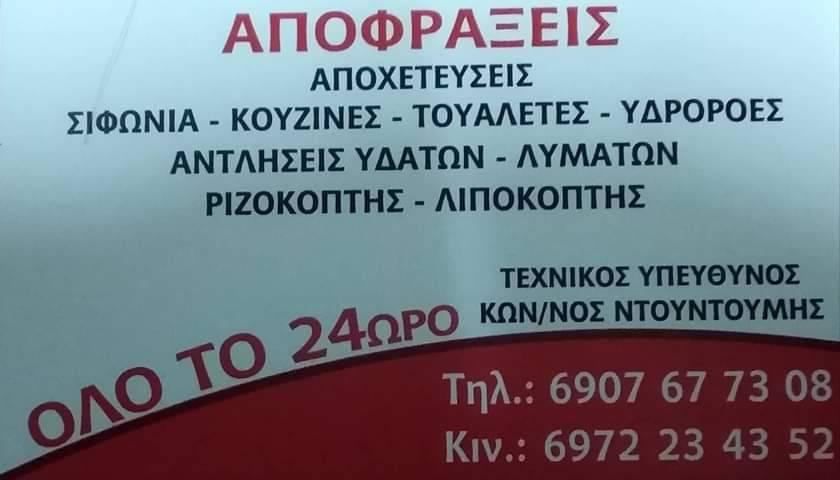 ΑΠΟΦΡΑΞΕΙΣ
ΑΠΟΧΕΤΕΥΣΕΙΣ
ΣΙΦΩΝΙΑ - ΚΟΥΖΙΝΕΣ - ΤΟΥΑΛΕΤΕΣ - ΥΔΡΟΡΟΕΣ
ΑΝΤΛΗΣΕΙΣ ΥΔΑΤΩΝ - ΛΥΜΑΤΩΝ
ΡΙΖΟΚΟΠΤΗΣ - ΛΙΠΟΚΟΠΤΗΣ
ΤΕΧΝΙΚΟΣ ΥΠΕΥΘΥΝΟΣ
ΚΩΝ/ΝΟΣ ΝΤΟΥΝΤΟΥΜΗΣ
ΟΛΟ ΤΟ 24ΩΡΟ
Τηλ.: 6907 67 73 08
Κιν.: 6972 23 43 52